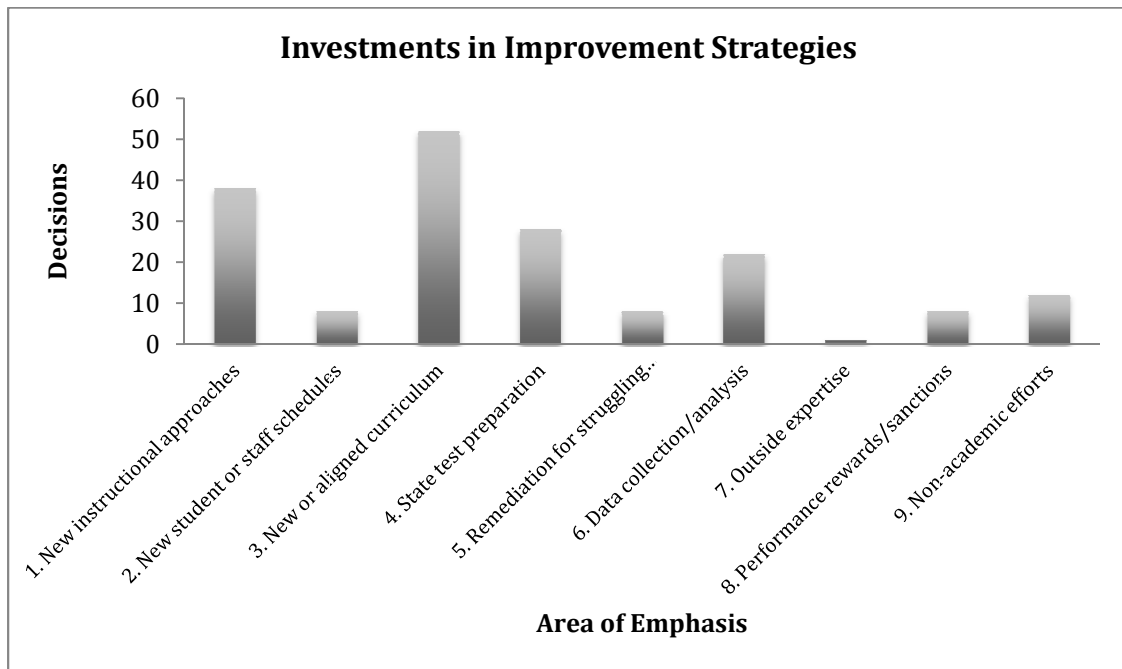 Investments in Improvement Strategies
60
50
40
30
20
10
0
Decisions
1. New instructional approaches
2. New student or staff schedules
3. New or aligned curriculum
4. State test preparation
5. Remediation for struggling..
6. Data collection/analysis
7. Outside expertise
8. Performance rewards/sanctions
9. Non-academic efforts
Area of Emphasis